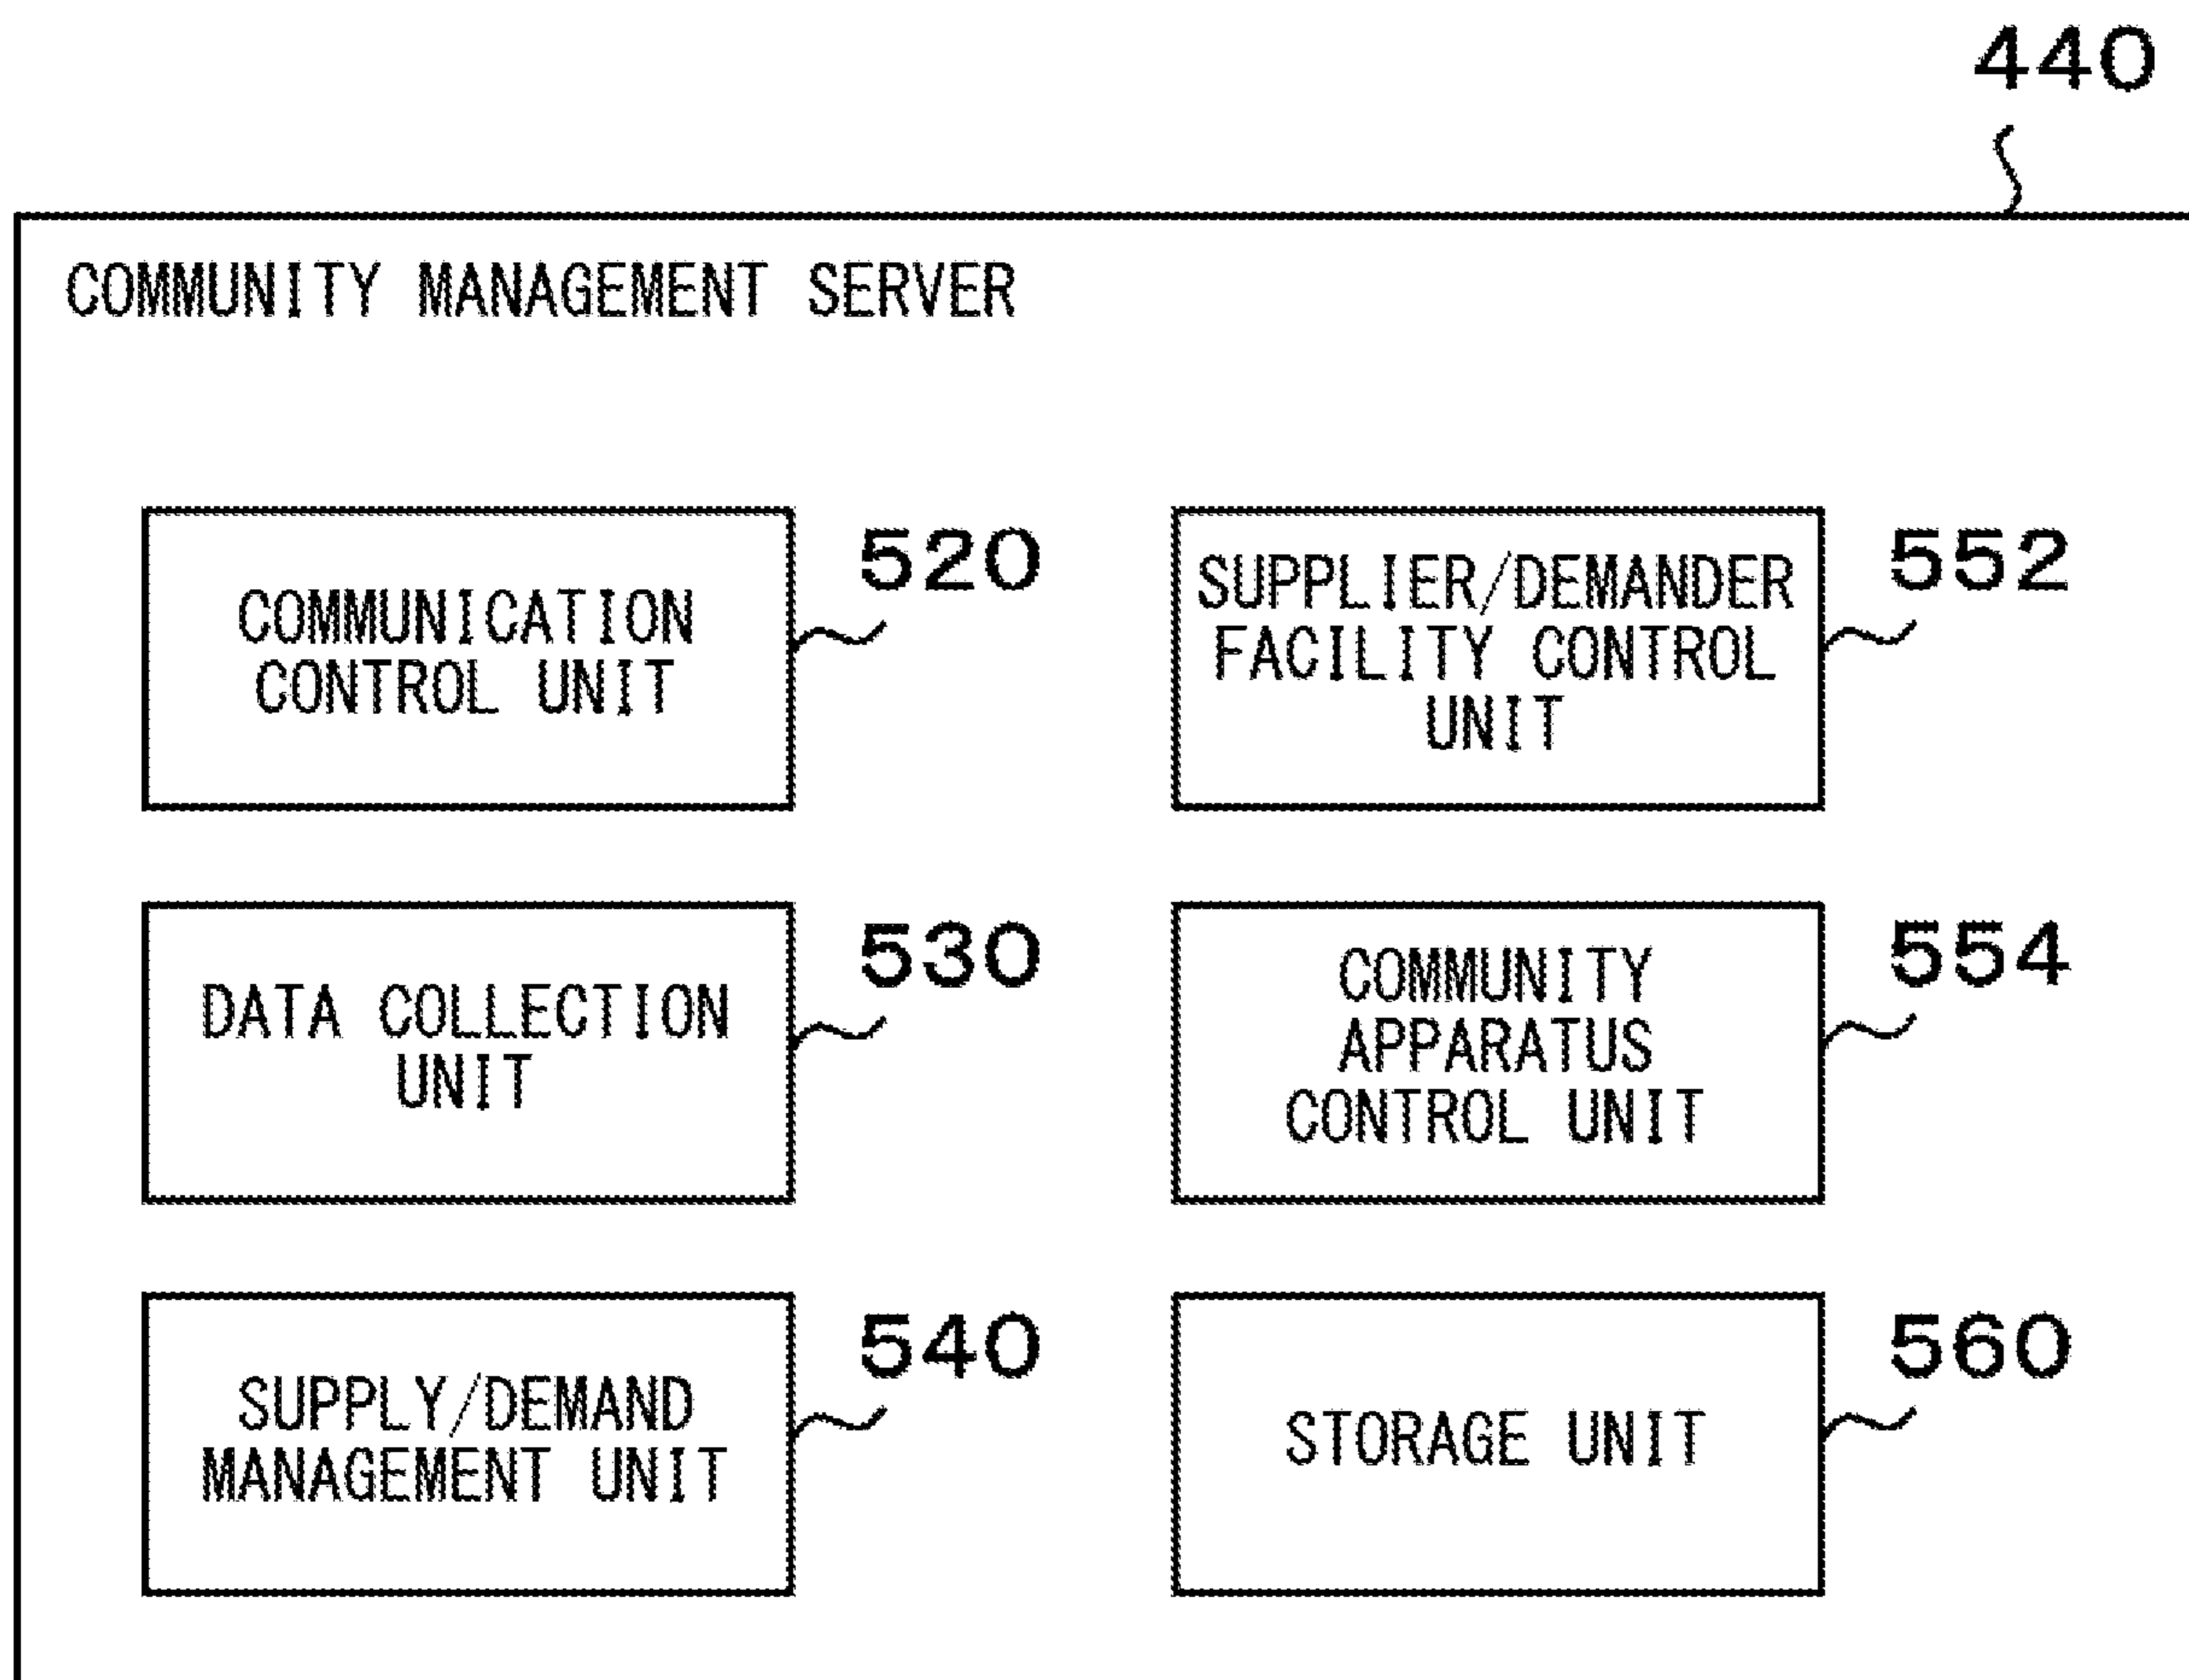 440
COMMUNITY MANAGEMENT SERVER
COMMUNICATION
CONTROL UNIT
520
SUPPLIER/DEMANDER
FACILITY CONTROL
UNIT
552
DATA COLLECTION
UNIT
530
COMMUNITY
APPARATUS
CONTROL UNIT
554
SUPPLY/DEMAND
MANAGEMENT UNIT
540
STORAGE UNIT
560